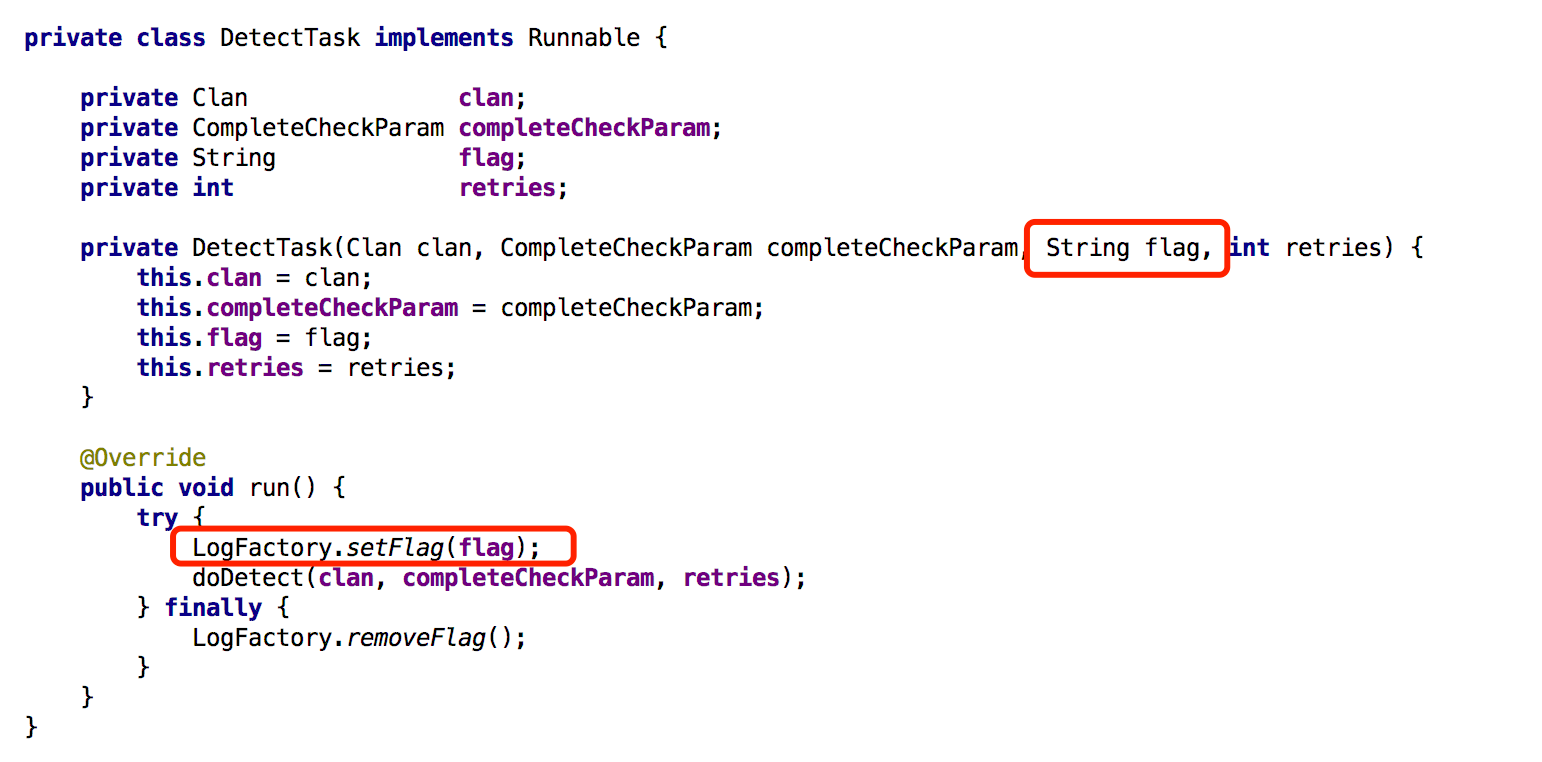 private class DetectTask implements Runnable {
private Clan clan;
private CompleteCheckParam completeCheckParam;
private String flag;
private int retries;
private DetectTask(Clan clan, CompleteCheckParam completeCheckParam, String flag, int retries) {
this.clan = clan;
this.completeCheckParam = completeCheckParam;
this.flag = flag;
this.retries = retries;
}
@Override
public void run() {
try {
LogFactory.setFlag(flag);
doDetect(clan, completeCheckParam, retries);
} finally {
LogFactory.removeFlag();
}
}
}